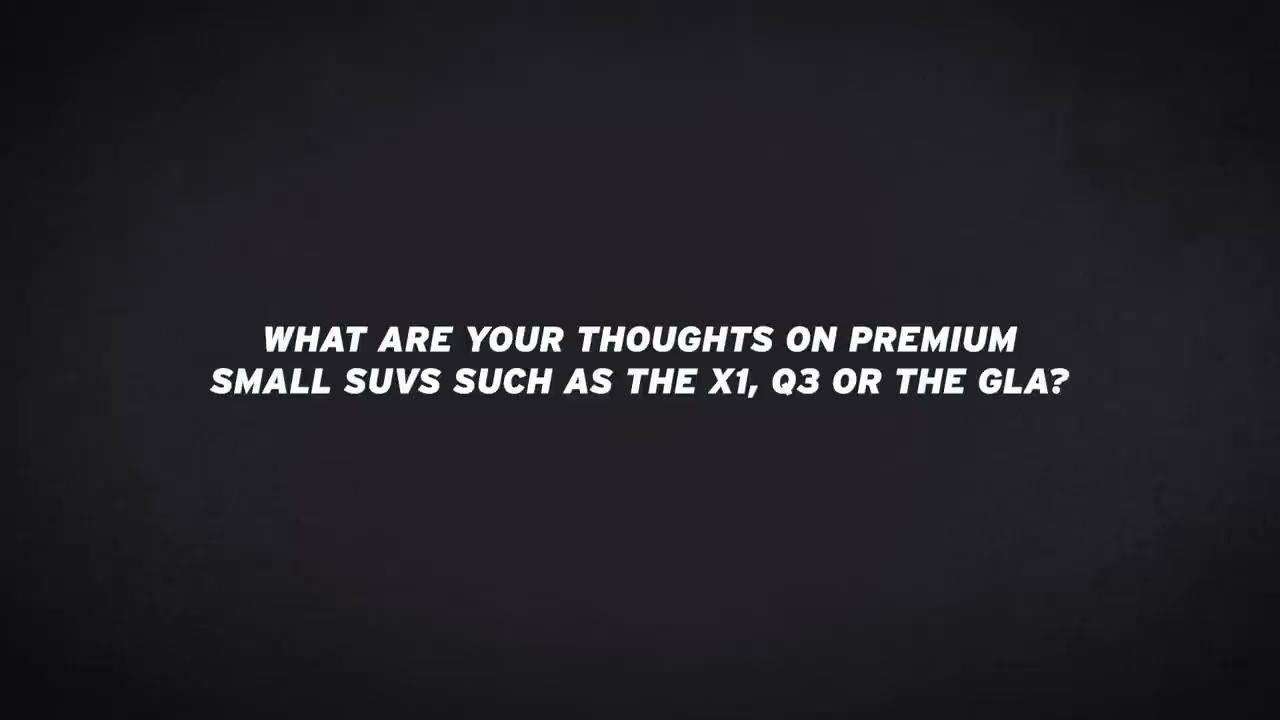 WHAT ARE YOUR THOUGHTS ON PREMIUM
SMALL SUVS SUCH AS THE X1, Q3 OR THE GLA?